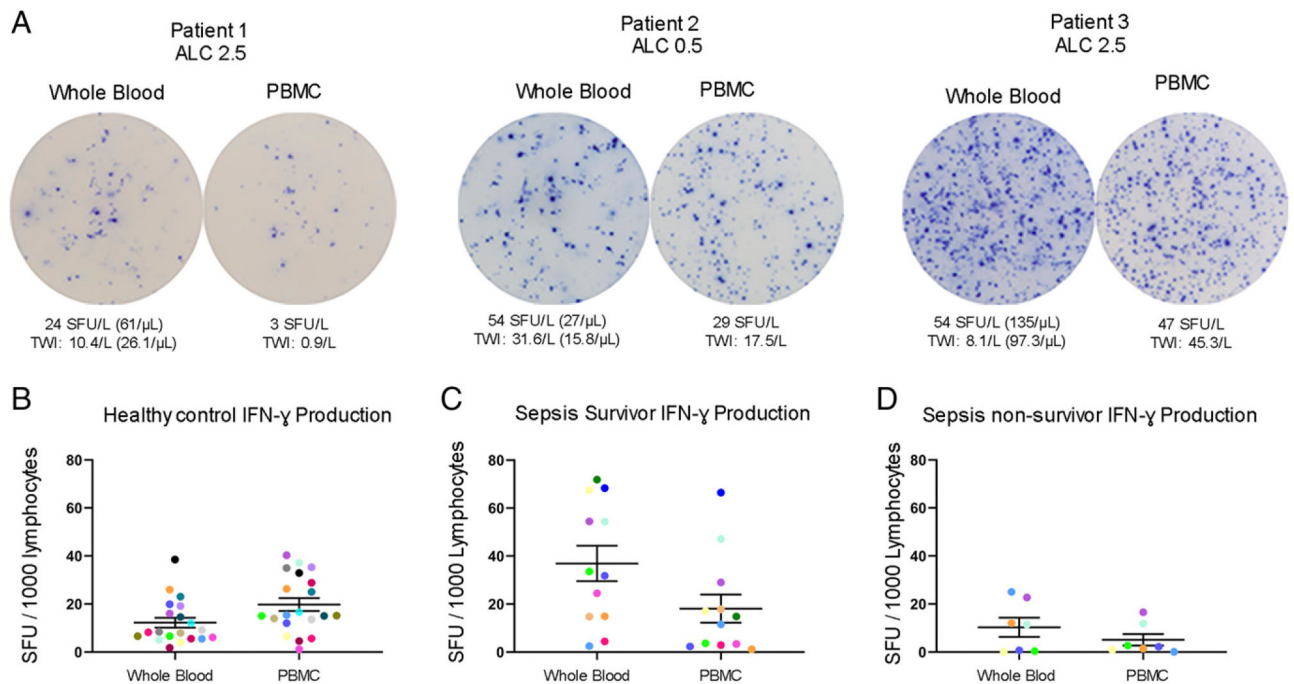 A
Patient 1
ALC 2.5
Whole Blood
PBMC
24 SFU/L (61/µL)
TWI: 10.4/L (26.1/µL)
3 SFU/L
TWI: 0.9/L
Patient 2
ALC 0.5
Whole Blood
PBMC
54 SFU/L (27/µL)
TWI: 31.6/L (15.8/µL)
29 SFU/L
TWI: 17.5/L
Patient 3
ALC 2.5
Whole Blood
PBMC
54 SFU/L (135/µL)
TWI: 8.1/L (97.3/µL)
47 SFU/L
TWI: 45.3/L
B
Healthy control IFN-ɣ Production
SFU / 1000 lymphocytes
80
60
40
20
0
Whole Blood
PBMC
C
Sepsis Survivor IFN-ɣ Production
SFU / 1000 Lymphocytes
80
60
40
20
0
Whole Blood
PBMC
D
Sepsis non-survivor IFN-ɣ Production
SFU / 1000 Lymphocytes
80
60
40
20
0
Whole Blod
PBMC